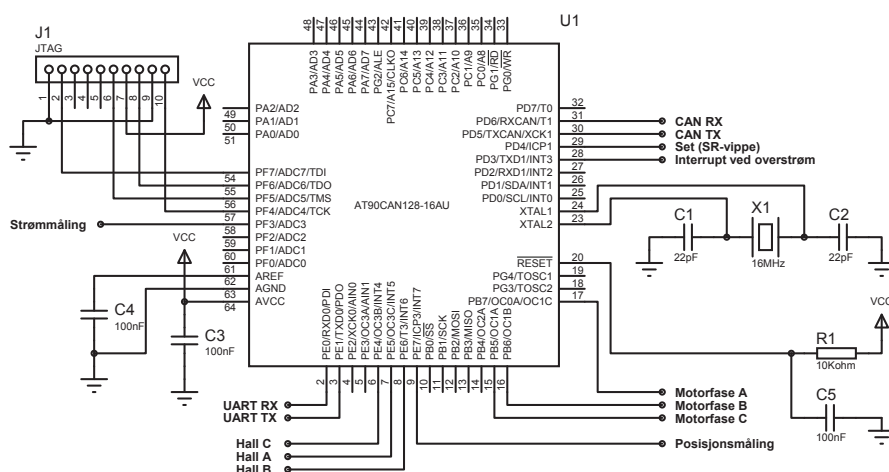 48 47 46 45 44 43 42 41 40 39 38 37 36 35 34 33
U1
J1
JTAG
1 2 3 4 5 6 7 8 9 10
VCC
PA3/AD3
PA4/AD4
PA5/AD5
PA6/AD6
PA7/AD7
PG2/ALE
PC7/A15/CLKO
PC6/A14
PC5/A13
PC4/A12
PC3/A11
PC2/A10
PC1/A9
PC0/A8
PG1/RD
PG0/WR
49 PA2/AD2
50 PA1/AD1
51 PA0/AD0
54 PF7/ADC7/TDI
55 PF6/ADC6/TDO
56 PF5/ADC5/TMS
57 PF4/ADC4/TCK
Strømmåling
58 PF3/ADC3
59 PF2/ADC2
60 PF1/ADC1
61 PF0/ADC0
62 AREF
63 AGND
64 AVCC
AT90CAN128-16AU
PD7/T0 32
PD6/RXCAN/T1 31 CAN RX
PD5/TXCAN/XCK1 30 CAN TX
PD4/ICP1 29 Set (SR-vippe)
PD3/TXD1/INT3 28 Interrupt ved overstrøm
PD2/RXD1/INT2 27
PD1/SDA/INT1 26
PD0/SCL/INT0 25
XTAL1 24
XTAL2 23
C1
22pF
X1
16MHz
C2
22pF
RESET 20
PG4/TOSC1 19
PG3/TOSC2 18
PB7/OC0A/OC1C 17
VCC
C4
100nF
C3
100nF
VCC
R1
10Kohm
C5
100nF
PE0/RXD0/PDI
PE1/TXD0/PDO
PE2/XCK0/AIN0
PE3/OC3A/AIN1
PE4/OC3B/INT4
PE5/OC3C/INT5
PE6/T3/INT6
PE7/ICP3/INT7
PB0/SS
PB1/SCK
PB2/MOSI
PB3/MISO
PB4/OC2A
PB5/OC1A
PB6/OC1B
2 3 4 5 6 7 8 9 10 11 12 13 14 15 16
UART RX
UART TX
Hall C
Hall A
Hall B
Motorfase A
Motorfase B
Motorfase C
Posisjonsmåling